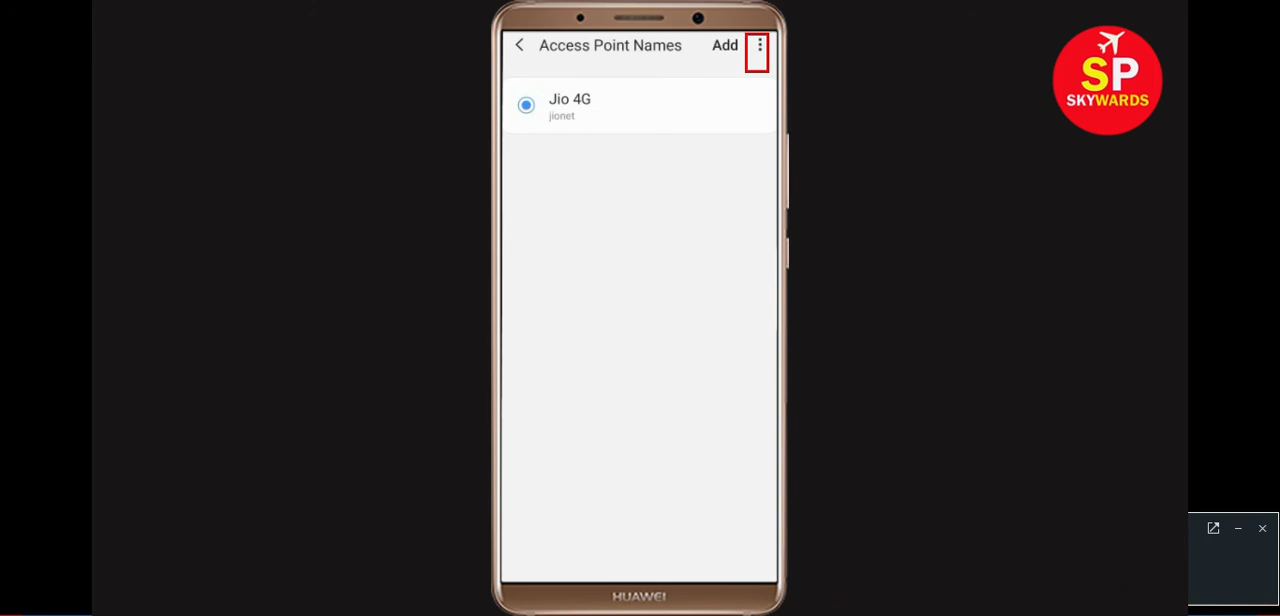 Access Point Names Add
Jio 4G
jionet
SP
SKYWARDS
HUAWEI